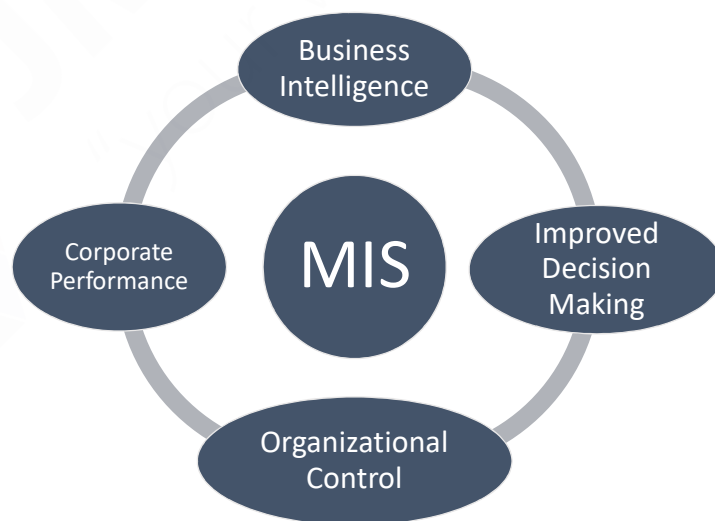 Business
Intelligence
Corporate
Performance
MIS
Improved
Decision
Making
Organizational
Control